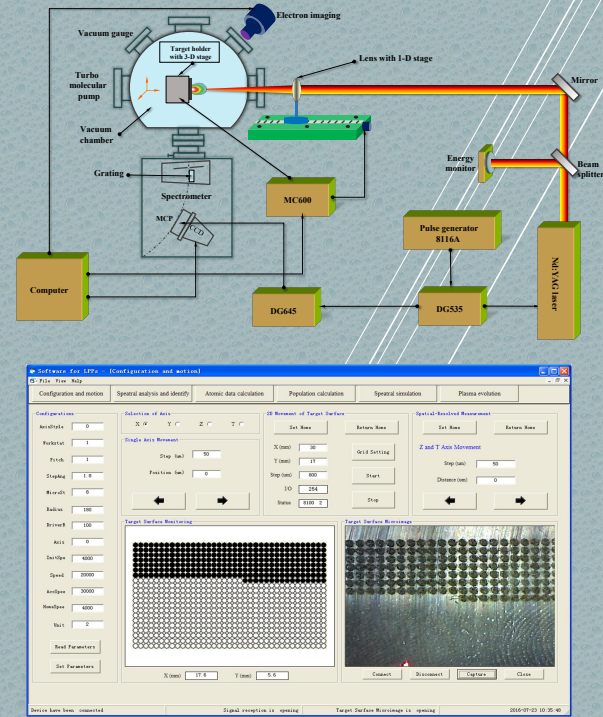 Electron imaging
Vacuum gauge
Target holder
with 3-D stage
Lens with 1-D stage
Turbo
molecular
pump
Mirror
Vacuum
chamber
Energy
monitor
Beam
splitter
Grating
Spectrometer
MC600
MCP
CCD
Pulse generator
8116A
Nd:YAG laser
Computer
DG645
DG535
Software for LPPs - [Configuration and motion]
File View Help
Configuration and motion
Spectral analysis and identify
Atomic data calculation
Population calculation
Spectral simulation
Plasma evolution
Configurations
AxisStyle 0
Workstat 1
Pitch 1
StepAng 1.8
MicroSt 8
Radius 180
DriverR 100
Axis 0
InitSpe 4800
Speed 20000
AccSpee 30000
HomeSpee 4800
Unit 2
Read Parameters
Set Parameters
Selection of Axis
X Y Z T
Single Axis Movement
Step (um) 50
Position (um) 0
2D Movement of Target Surface
Set Home
Return Home
X (mm) 30
Y (mm) 17
Step (um) 800
I/O 254
Status 8100 2
Grid Setting
Start
Stop
Spatial-Resolved Measurement
Set Home
Return Home
Z and T Axis Movement
Step (um) 50
Distance (um) 0
Target Surface Monitoring
X (mm) 17.6 Y (mm) 5.6
Target Surface Microimage
Connect
Disconnect
Capture
Close
Device have been connected
Signal reception is opening
Target Surface Microimage is opening
2016-07-23 10:35:48